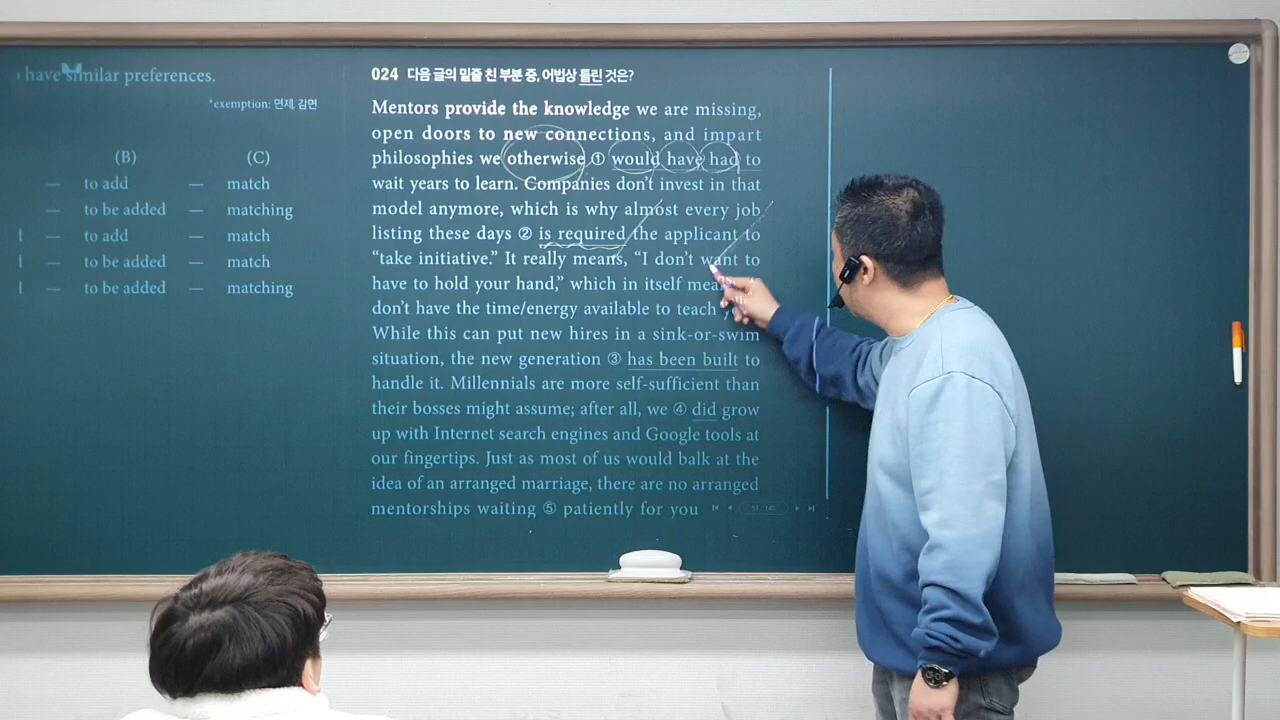 have similar preferences.
*exemption: 면제, 감면
(B) (C)
— to add — match
— to be added — matching
— to add — match
— to be added — match
— to be added — matching
024 다음 글의 밑줄 친 부분 중, 어법상 틀린 것은?
Mentors provide the knowledge we are missing,
open doors to new connections, and impart
philosophies we otherwise ① would have had to
wait years to learn. Companies don't invest in that
model anymore, which is why almost every job
listing these days ② is required the applicant to
“take initiative.” It really means, “I don't want to
have to hold your hand,” which in itself
don't have the time/energy available to teach
While this can put new hires in a sink-or-swim
situation, the new generation ③ has been built to
handle it. Millennials are more self-sufficient than
their bosses might assume; after all, we ④ did grow
up with Internet search engines and Google tools at
our fingertips. Just as most of us would balk at the
idea of an arranged marriage, there are no arranged
mentorships waiting ⑤ patiently for you